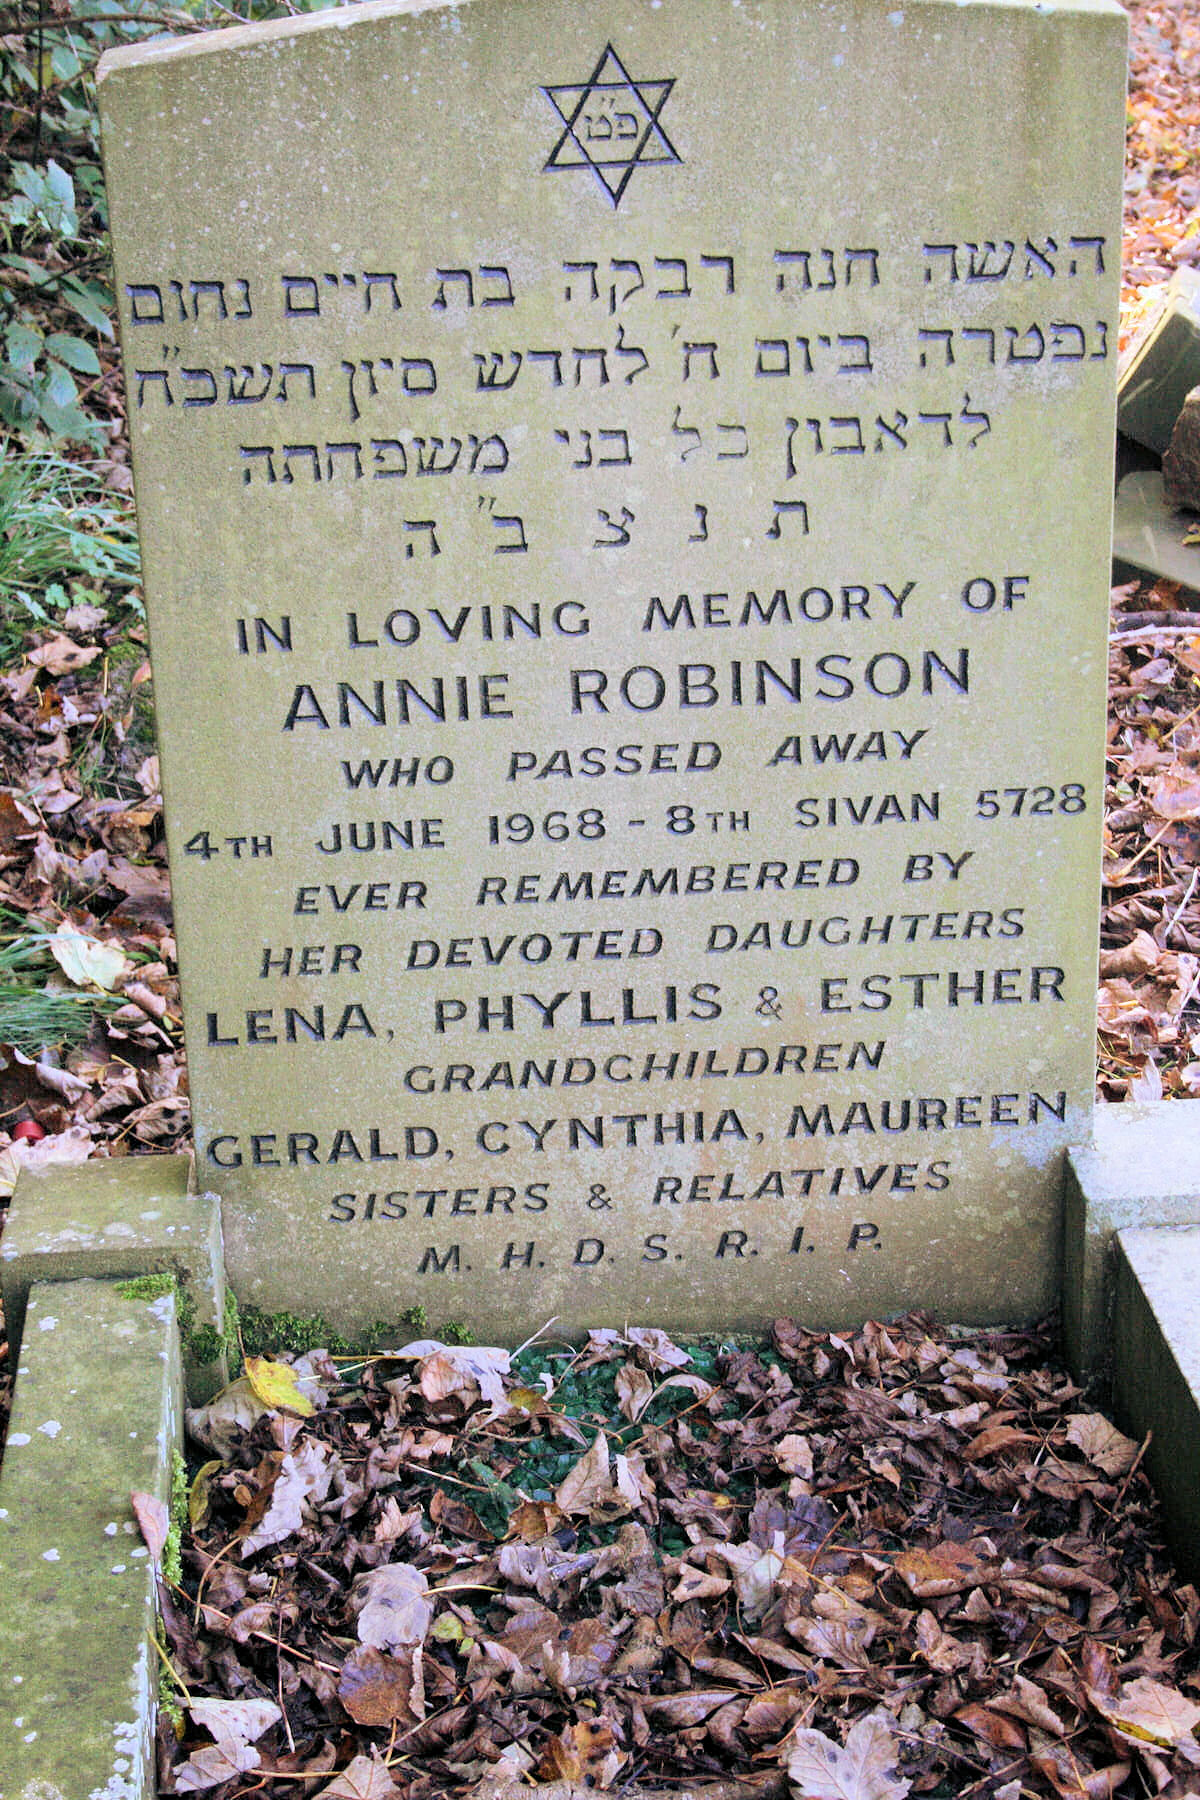 פ"ט
האשה חנה רבקה בת חיים נחום
נפטרה ביום ח' לחדש סיון תשכ"ח
לדאבון כל בני משפחתה
ת נ צ ב"ה
IN LOVING MEMORY OF
ANNIE ROBINSON
WHO PASSED AWAY
4TH JUNE 1968 - 8TH SIVAN 5728
EVER REMEMBERED BY
HER DEVOTED DAUGHTERS
LENA, PHYLLIS & ESTHER
GRANDCHILDREN
GERALD, CYNTHIA, MAUREEN
SISTERS & RELATIVES
M. H. D. S. R. I. P.